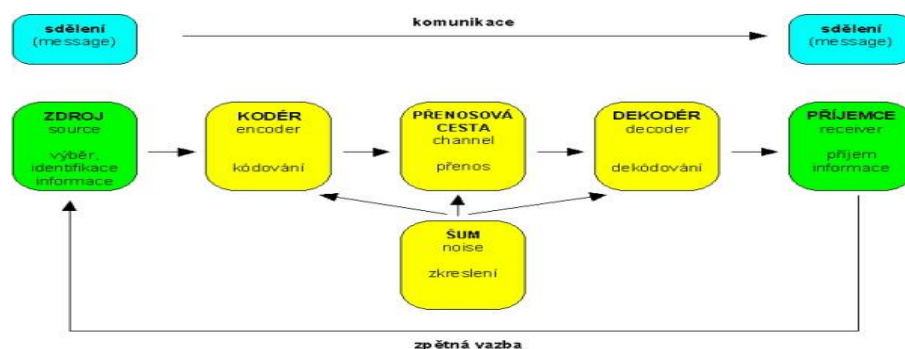 komunikace
sdělení
(message)
sdělení
(message)
ZDROJ
source
výběr,
identifikace
informace
KODÉR
encoder
kódování
PŘENOSOVÁ
CESTA
channel
přenos
DEKODÉR
decoder
dekódování
PŘÍJEMCE
receiver
příjem
informace
ŠUM
noise
zkreslení
zpětná vazba